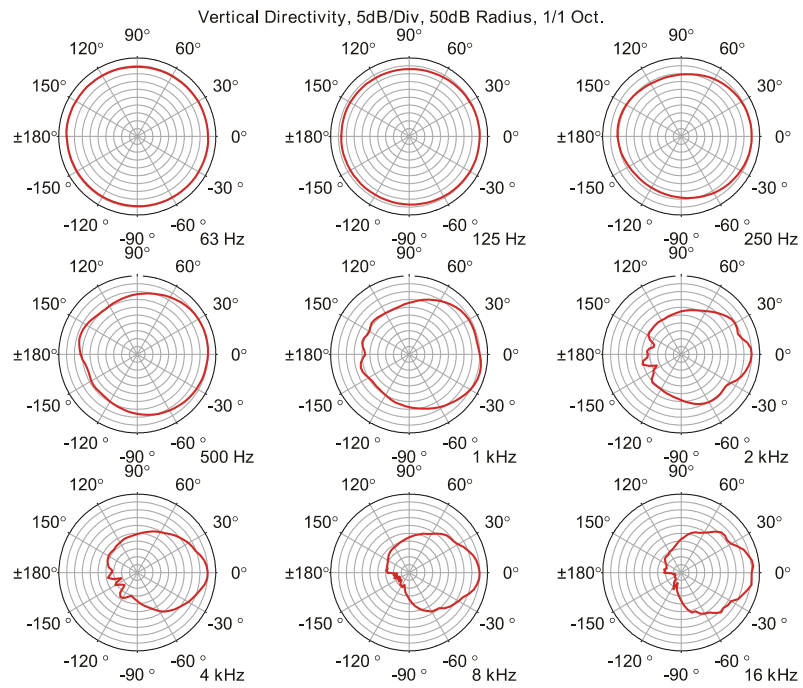 Vertical Directivity, 5dB/Div, 50dB Radius, 1/1 Oct.
90° 90° 90°
120° 60° 120° 60° 120° 60°
150° 30° 150° 30° 150° 30°
±180° 0° ±180° 0° ±180° 0°
-150 ° -30 ° -150 ° -30 ° -150 ° -30 °
-120 ° -60 ° -120 ° -60 ° -120 ° -60 °
-90 ° 63 Hz -90 ° 125 Hz -90 ° 250 Hz
90° 90° 90°
120° 60° 120° 60° 120° 60°
150° 30° 150° 30° 150° 30°
±180° 0° ±180° 0° ±180° 0°
-150 ° -30 ° -150 ° -30 ° -150 ° -30 °
-120 ° -60 ° -120 ° -60 ° -120 ° -60 °
-90 ° 500 Hz -90 ° 1 kHz -90 ° 2 kHz
90° 90° 90°
120° 60° 120° 60° 120° 60°
150° 30° 150° 30° 150° 30°
±180° 0° ±180° 0° ±180° 0°
-150 ° -30 ° -150 ° -30 ° -150 ° -30 °
-120 ° -60 ° -120 ° -60 ° -120 ° -60 °
-90 ° 4 kHz -90 ° 8 kHz -90 ° 16 kHz